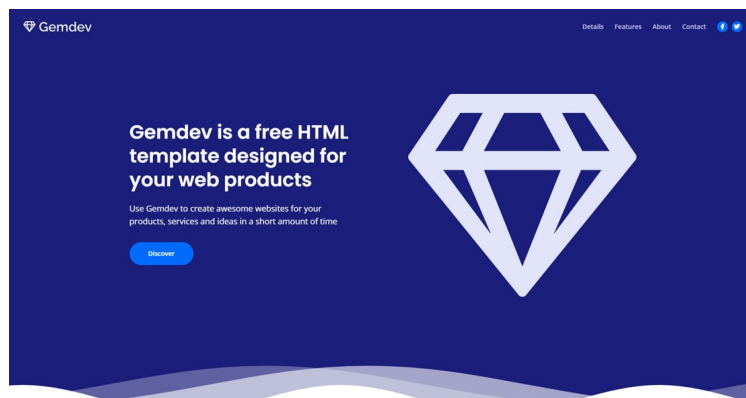 Gemdev
Details Features About Contact
Gemdev is a free HTML
template designed for
your web products
Use Gemdev to create awesome websites for your
products, services and ideas in a short amount of time
Discover